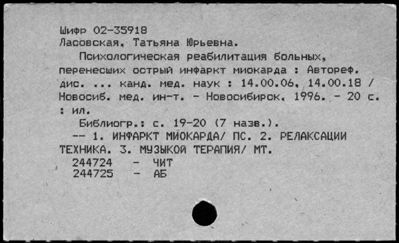 Шифр 02-35918
Ласовская, Татьяна Юрьевна.
Психологическая реабилитация больных,
перенесших острый инфаркт миокарда : Автореф.
дис. ... канд. мед. наук : 14.00.06, 14.00.18 /
Новосиб. мед. ин-т. - Новосибирск, 1996. - 20 с.
: ил.
Библиогр.: с. 19-20 (7 назв.).
-- 1. ИНФАРКТ МИОКАРДА/ ПС. 2. РЕЛАКСАЦИИ
ТЕХНИКА. 3. МУЗЫКОЙ ТЕРАПИЯ/ МТ.
244724 - ЧИТ
244725 - АБ